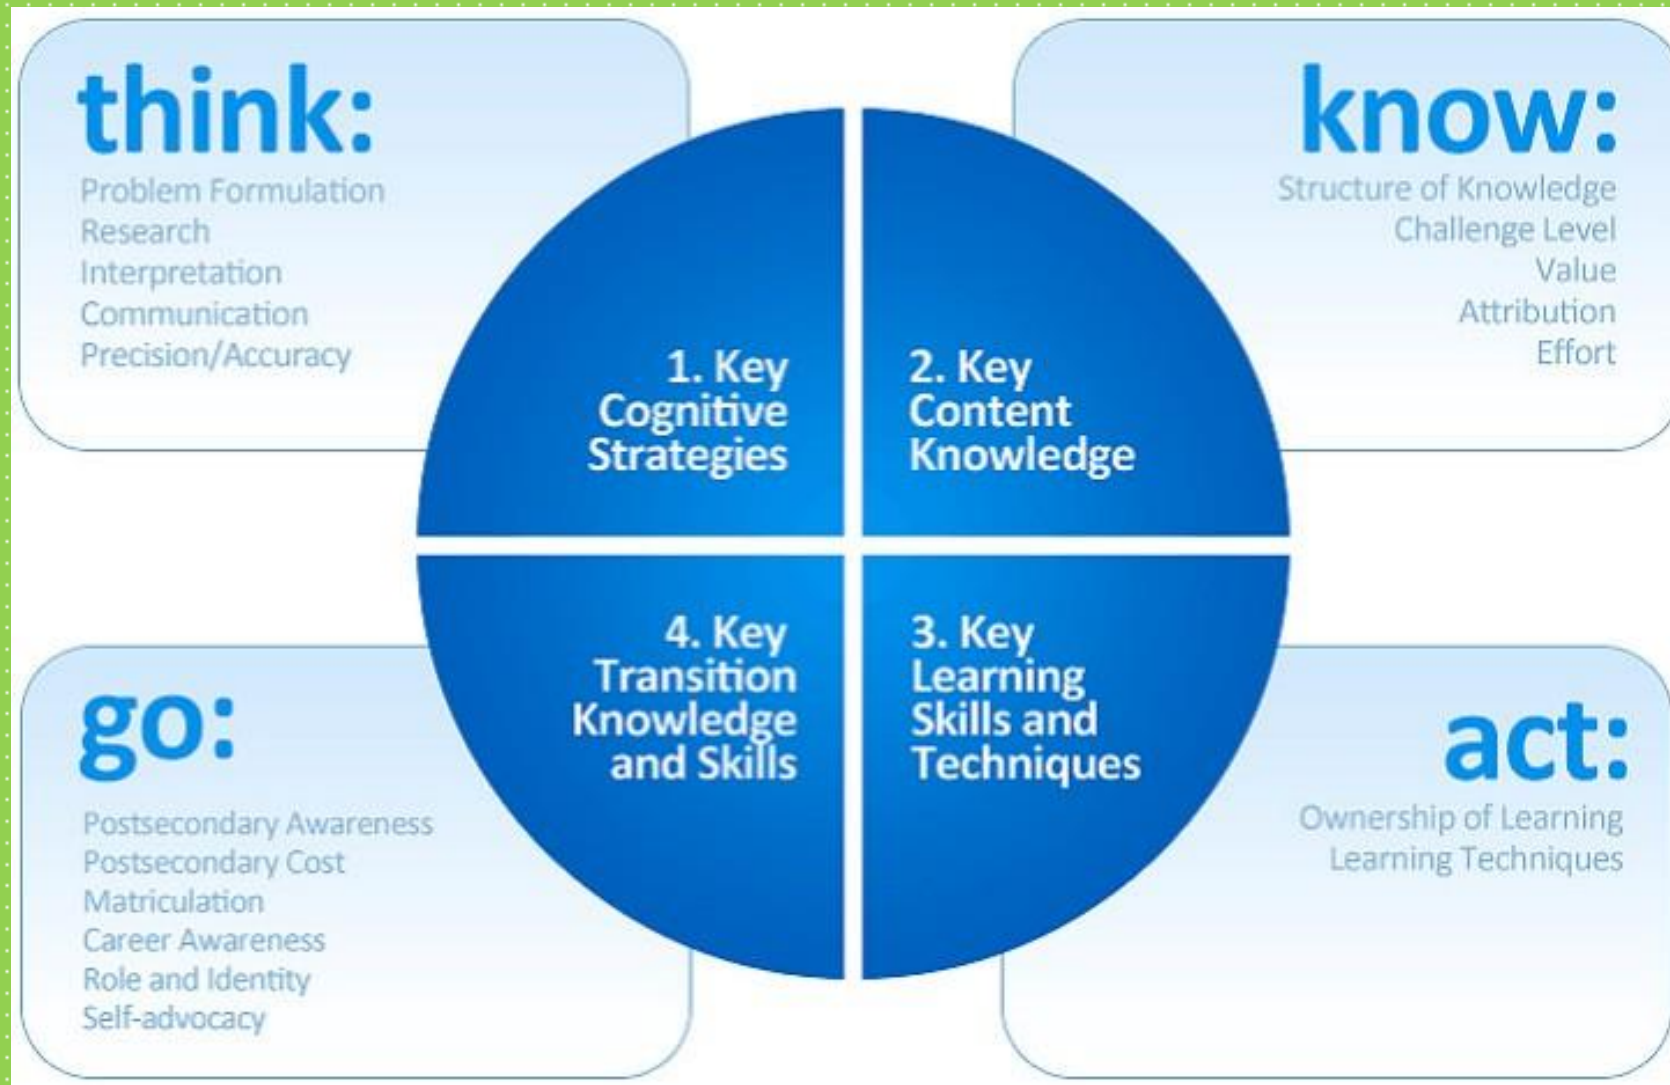 think:
Problem Formulation
Research
Interpretation
Communication
Precision/Accuracy
know:
Structure of Knowledge
Challenge Level
Value
Attribution
Effort
1. Key
Cognitive
Strategies
2. Key
Content
Knowledge
4. Key
Transition
Knowledge
and Skills
3. Key
Learning
Skills and
Techniques
go:
Postsecondary Awareness
Postsecondary Cost
Matriculation
Career Awareness
Role and Identity
Self-advocacy
act:
Ownership of Learning
Learning Techniques